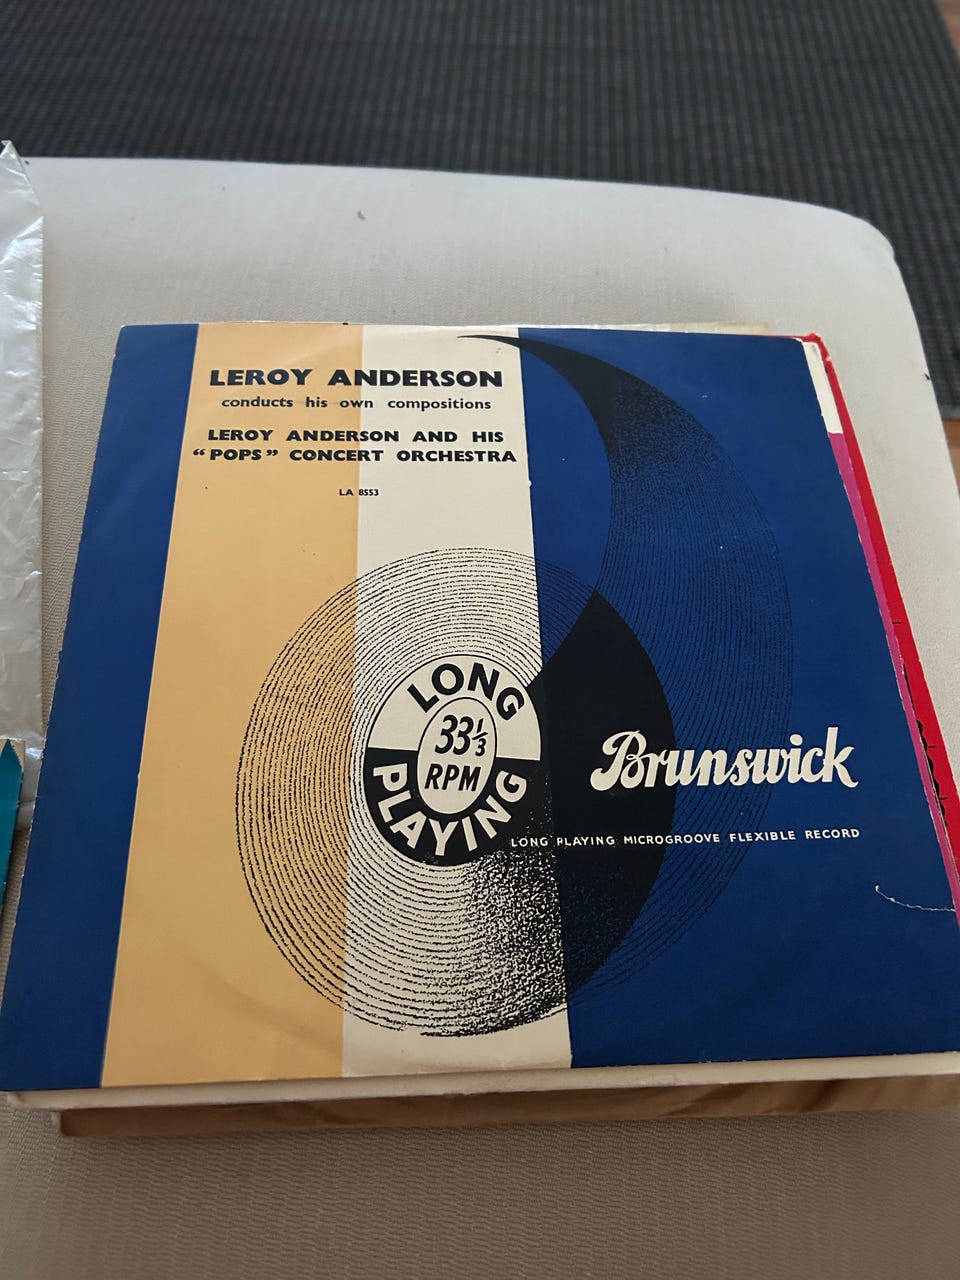 LEROY ANDERSON
conducts his own compositions
LEROY ANDERSON AND HIS
“POPS” CONCERT ORCHESTRA
LA 8553
LONG
33⅓
RPM
PLAYING
Brunswick
LONG PLAYING MICROGROOVE FLEXIBLE RECORD